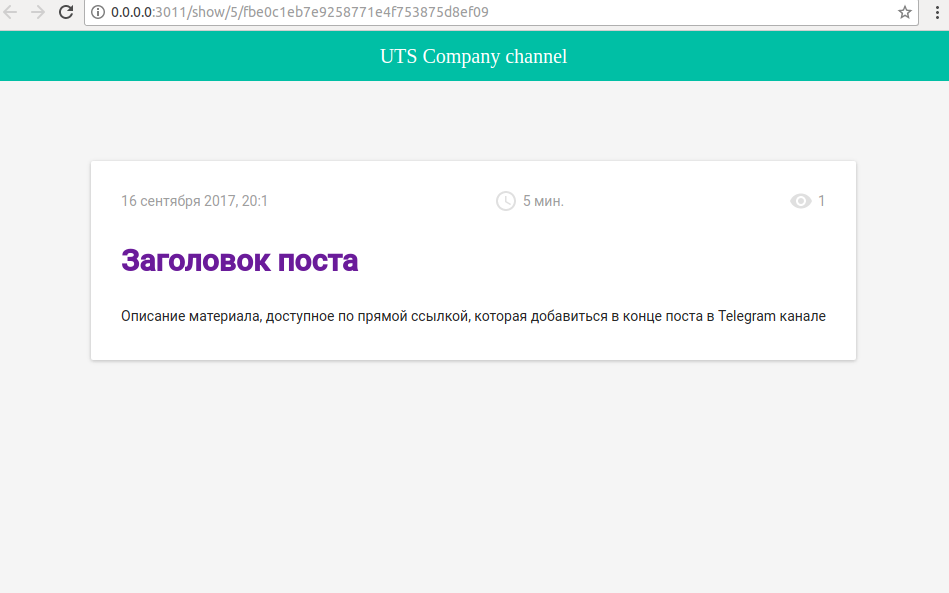 0.0.0.0:3011/show/5/fbe0c1eb7e9258771e4f753875d8ef09
UTS Company channel
16 сентября 2017, 20:1
5 мин.
1
Заголовок поста
Описание материала, доступное по прямой ссылкой, которая добавиться в конце поста в Telegram канале